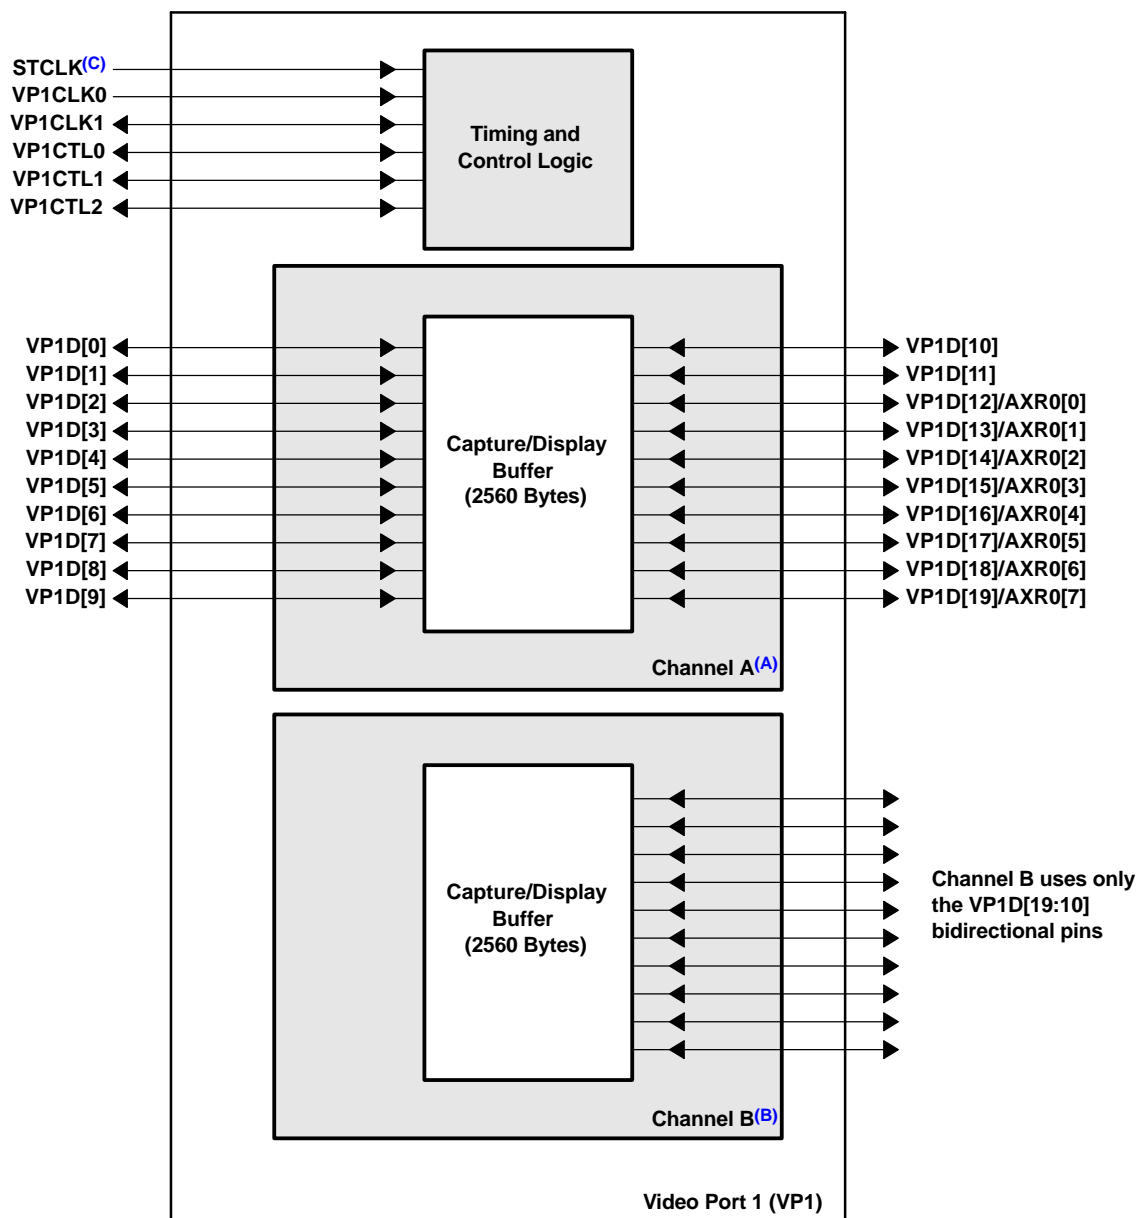 STCLK(C)
VP1CLK0
VP1CLK1
VP1CTL0
VP1CTL1
VP1CTL2
Timing and
Control Logic
VP1D[0]
VP1D[1]
VP1D[2]
VP1D[3]
VP1D[4]
VP1D[5]
VP1D[6]
VP1D[7]
VP1D[8]
VP1D[9]
Capture/Display
Buffer
(2560 Bytes)
VP1D[10]
VP1D[11]
VP1D[12]/AXR0[0]
VP1D[13]/AXR0[1]
VP1D[14]/AXR0[2]
VP1D[15]/AXR0[3]
VP1D[16]/AXR0[4]
VP1D[17]/AXR0[5]
VP1D[18]/AXR0[6]
VP1D[19]/AXR0[7]
Channel A(A)
Capture/Display
Buffer
(2560 Bytes)
Channel B uses only
the VP1D[19:10]
bidirectional pins
Channel B(B)
Video Port 1 (VP1)